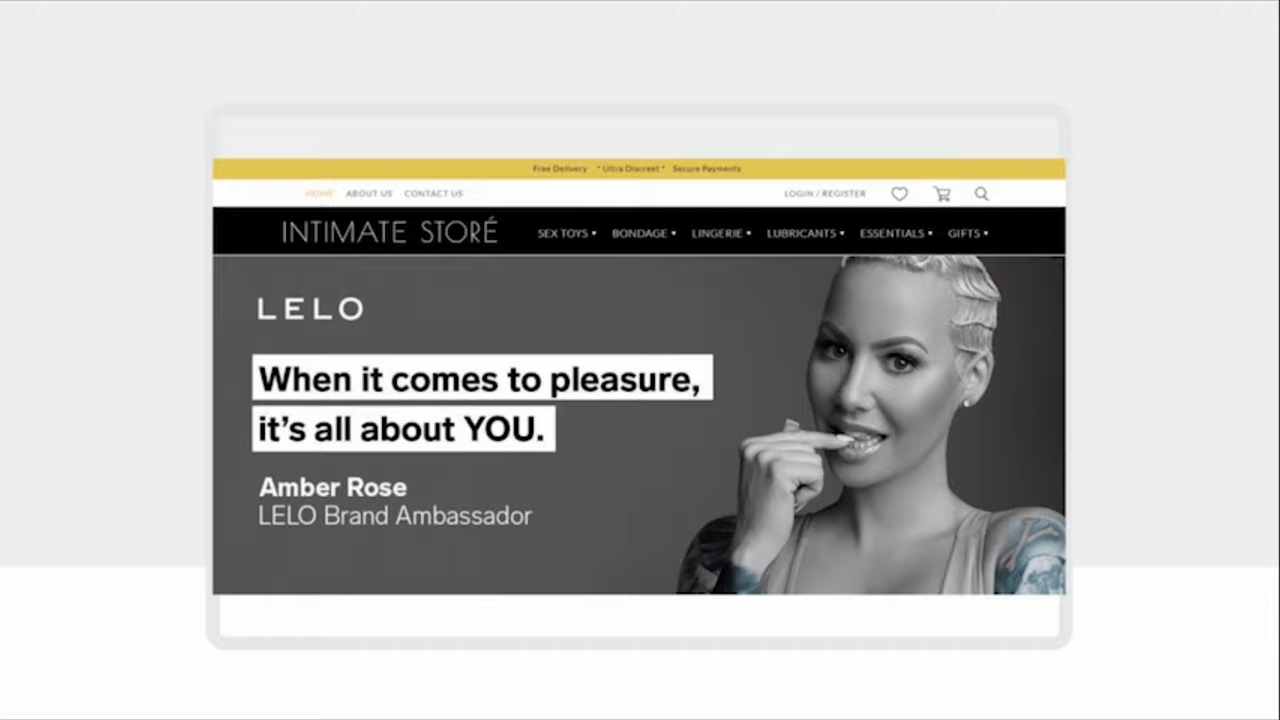 Free Delivery * Ultra Discreet * Secure Payments
HOME ABOUT US CONTACT US LOGIN / REGISTER
INTIMATE STORÉ SEX TOYS BONDAGE LINGERIE LUBRICANTS ESSENTIALS GIFTS
LELO
When it comes to pleasure,
it's all about YOU.
Amber Rose
LELO Brand Ambassador